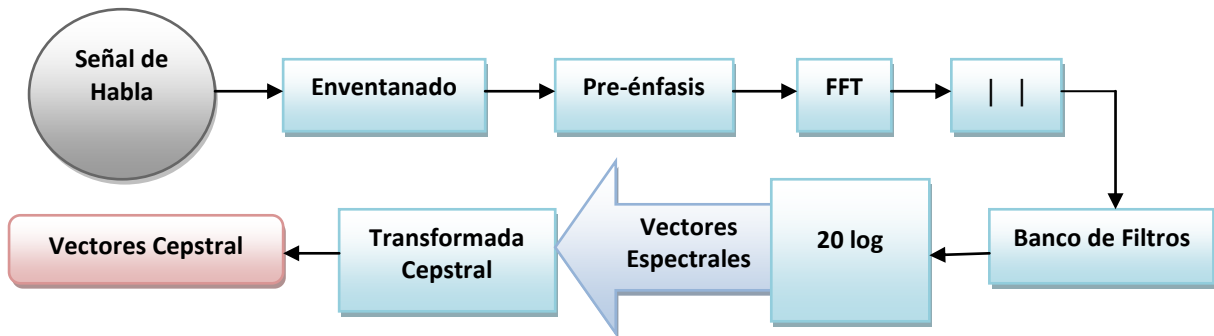 Señal de
Habla
Enventanado
Pre-énfasis
FFT
| |
Banco de Filtros
20 log
Vectores
Espectrales
Transformada
Cepstral
Vectores Cepstral